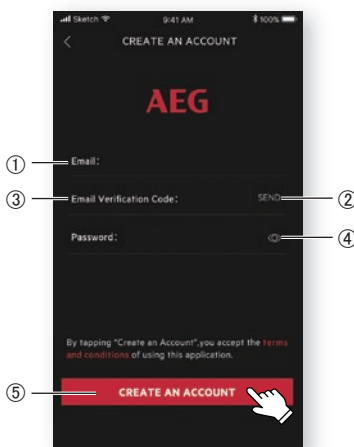 Sketch 9:41 AM 100%
CREATE AN ACCOUNT
AEG
① Email:
③ Email Verification Code: SEND ②
Password: ④
By tapping "Create an Account",you accept the terms
and conditions of using this application.
⑤ CREATE AN ACCOUNT